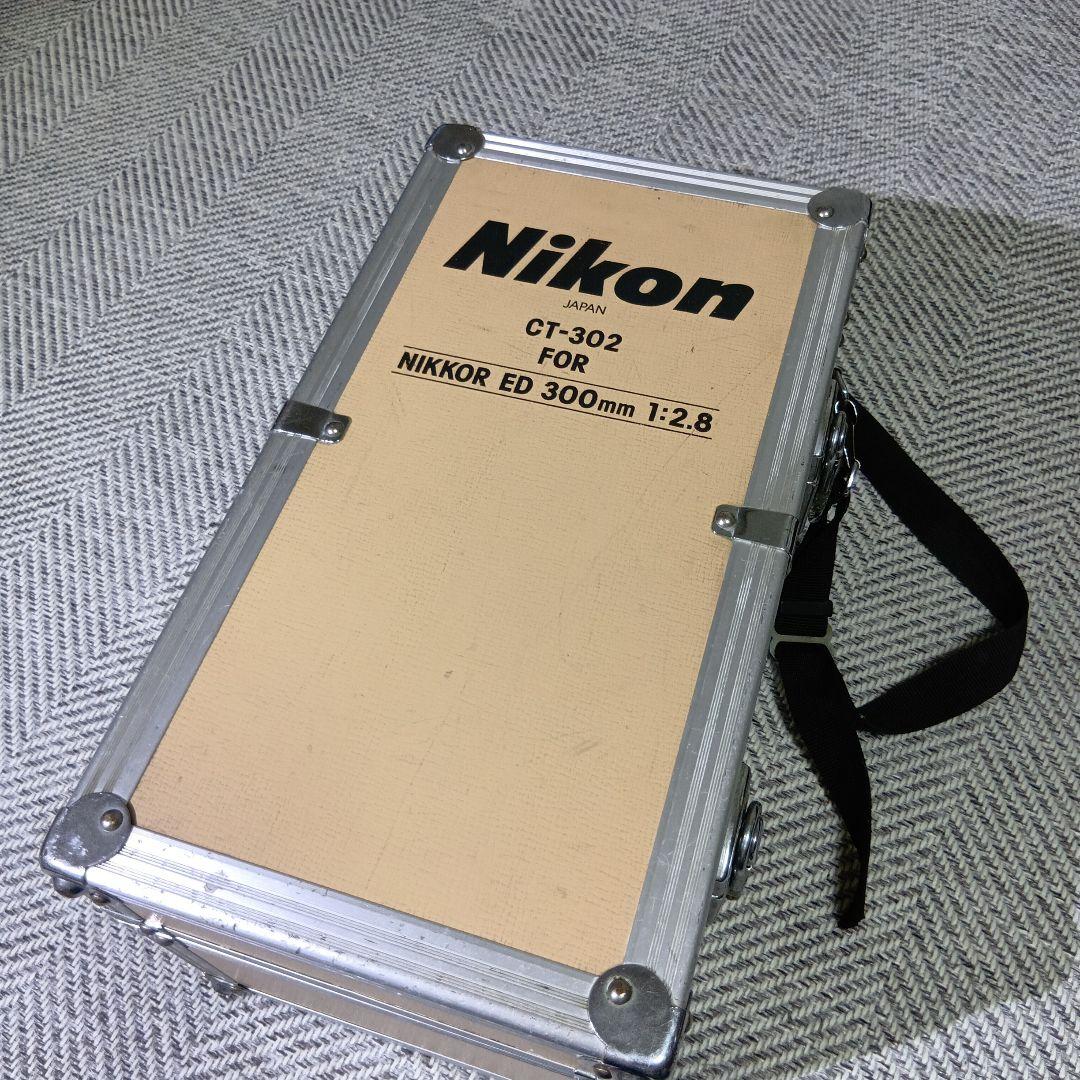 Nikon
JAPAN
CT-302
FOR
NIKKOR ED 300mm 1:2.8